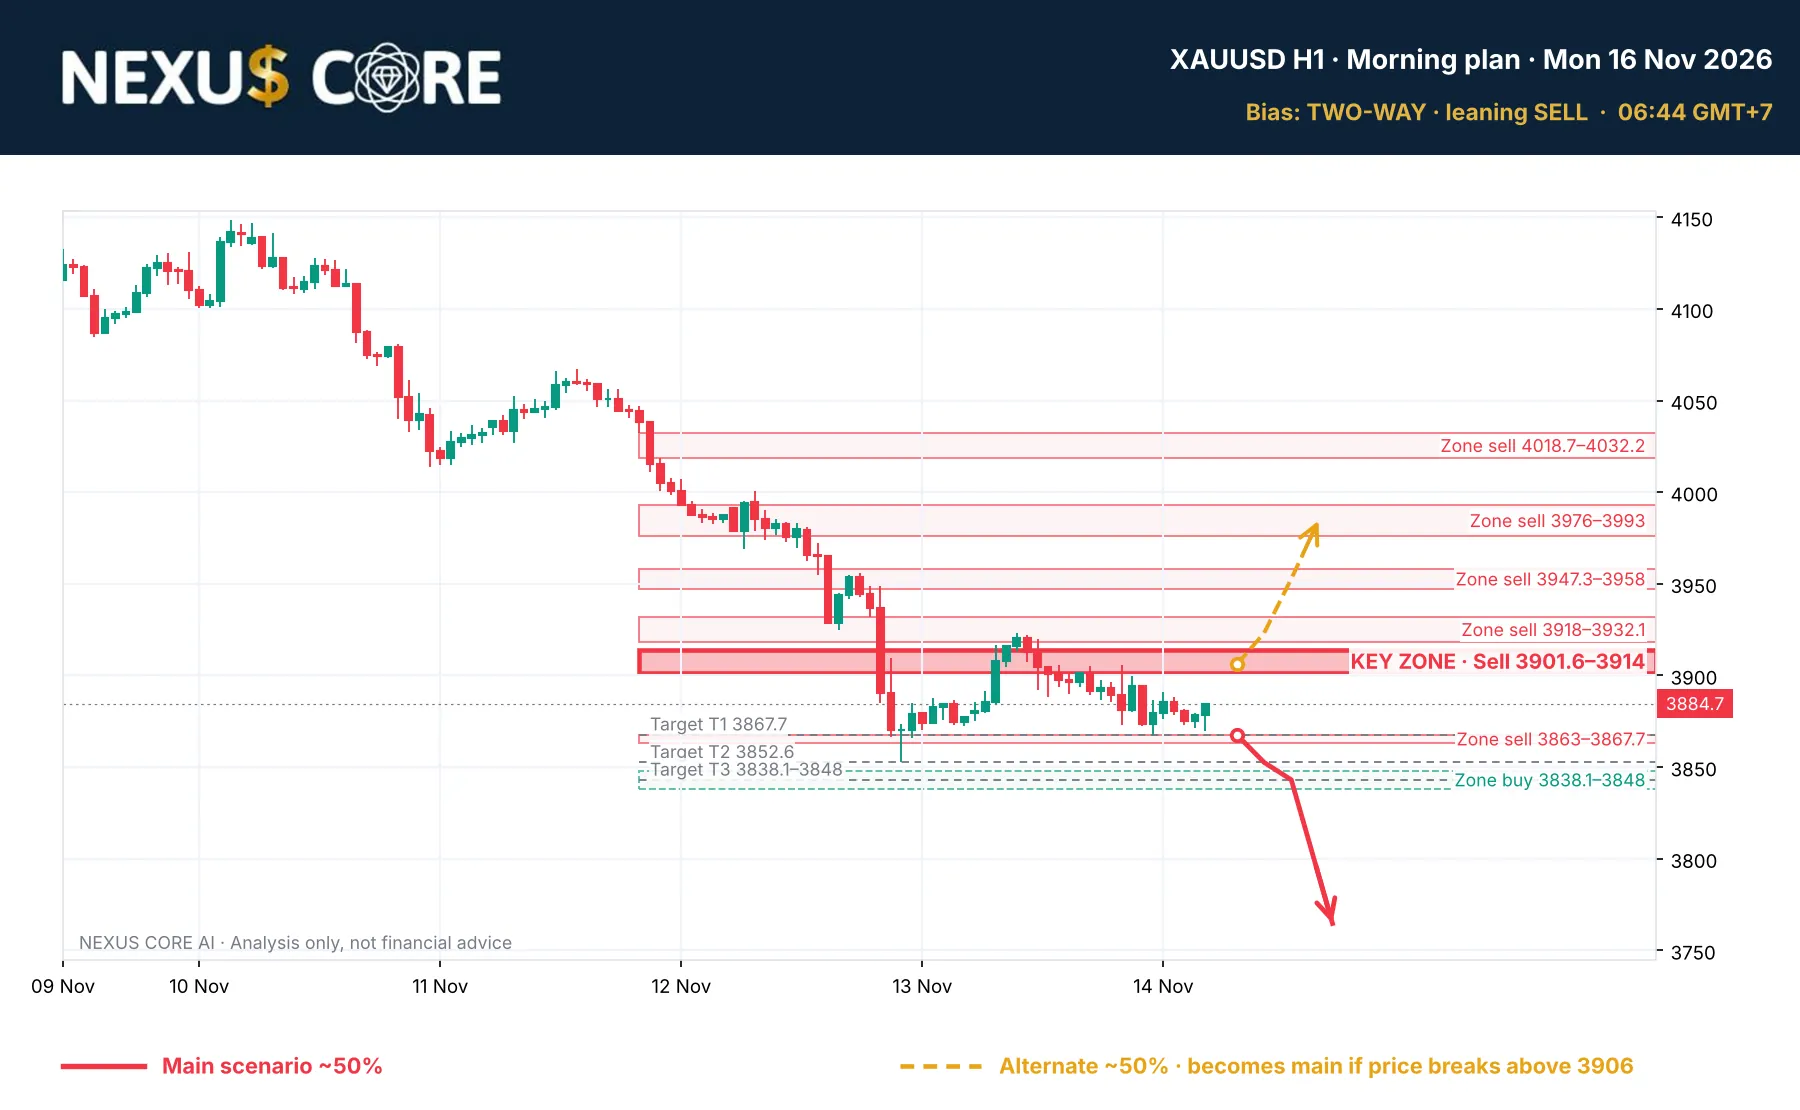 NEXU$ CORE
XAUUSD H1 · Morning plan · Mon 16 Nov 2026
Bias: TWO-WAY · leaning SELL · 06:44 GMT+7
4150
4100
4050
Zone sell 4018.7–4032.2
4000
Zone sell 3976–3993
3950
Zone sell 3947.3–3958
Zone sell 3918–3932.1
KEY ZONE · Sell 3901.6–3914
3900
3884.7
Target T1 3867.7
Zone sell 3863–3867.7
Target T2 3852.6
Target T3 3838.1–3848
3850
Zone buy 3838.1–3848
3800
NEXUS CORE AI · Analysis only, not financial advice
3750
09 Nov 10 Nov 11 Nov 12 Nov 13 Nov 14 Nov
Main scenario ~50%
Alternate ~50% · becomes main if price breaks above 3906